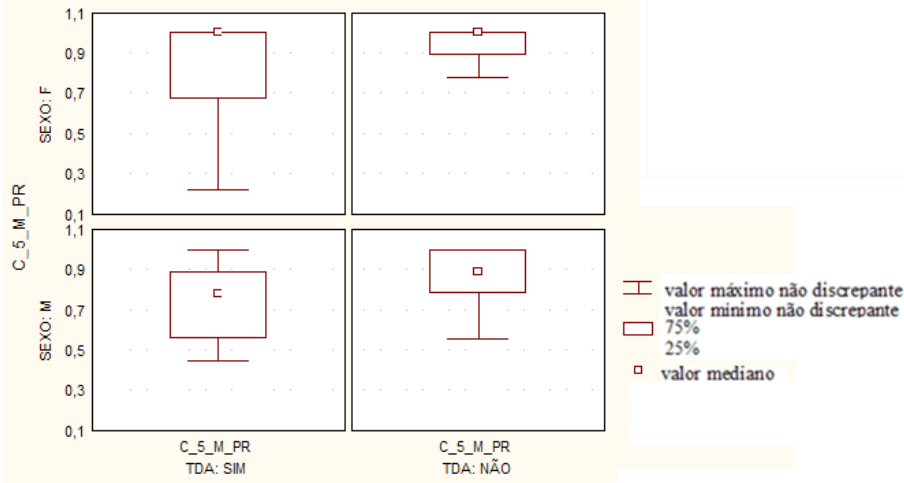 C_5_M_PR
SEXO: F
1,1
0,9
0,7
0,5
0,3
0,1
SEXO: M
1,1
0,9
0,7
0,5
0,3
0,1
C_5_M_PR
TDA: SIM
C_5_M_PR
TDA: NÃO
valor máximo não discrepante
valor minimo não discrepante
75%
25%
valor mediano